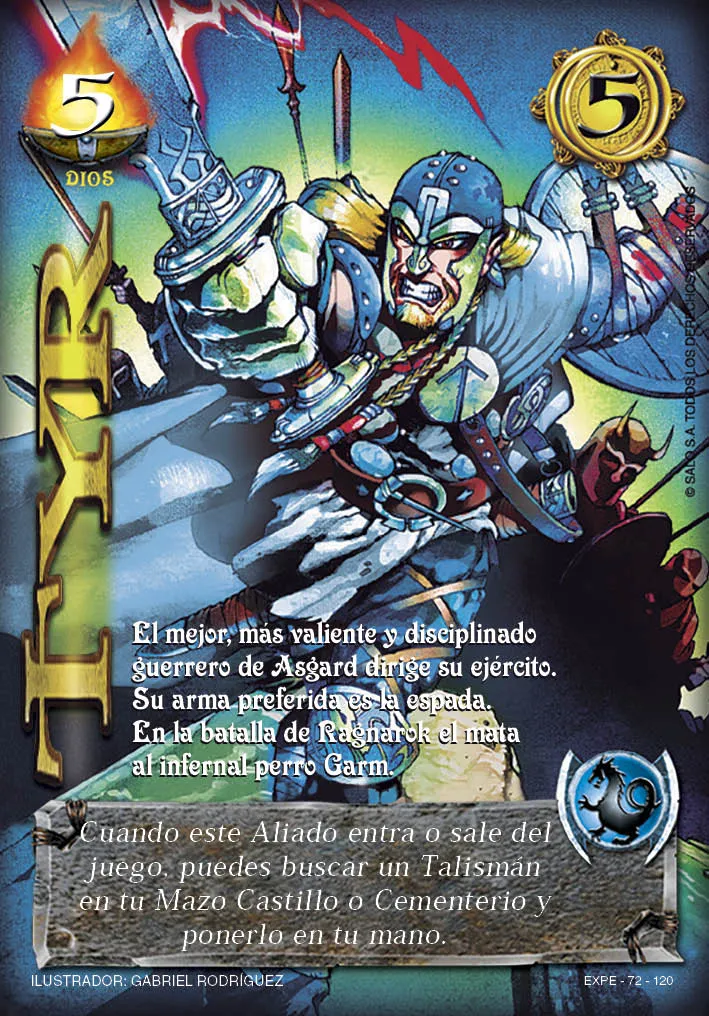 5
DIOS
5
TYR
© SALO S.A. TODOS LOS DERECHOS RESERVADOS
El mejor, más valiente y disciplinado
guerrero de Asgard dirige su ejército.
Su arma preferida es la espada.
En la batalla de Ragnarok el mata
al infernal perro Garm.
Cuando este Aliado entra o sale del
juego, puedes buscar un Talismán
en tu Mazo Castillo o Cementerio y
ponerlo en tu mano.
ILUSTRADOR: GABRIEL RODRÍGUEZ
EXPE - 72 - 120